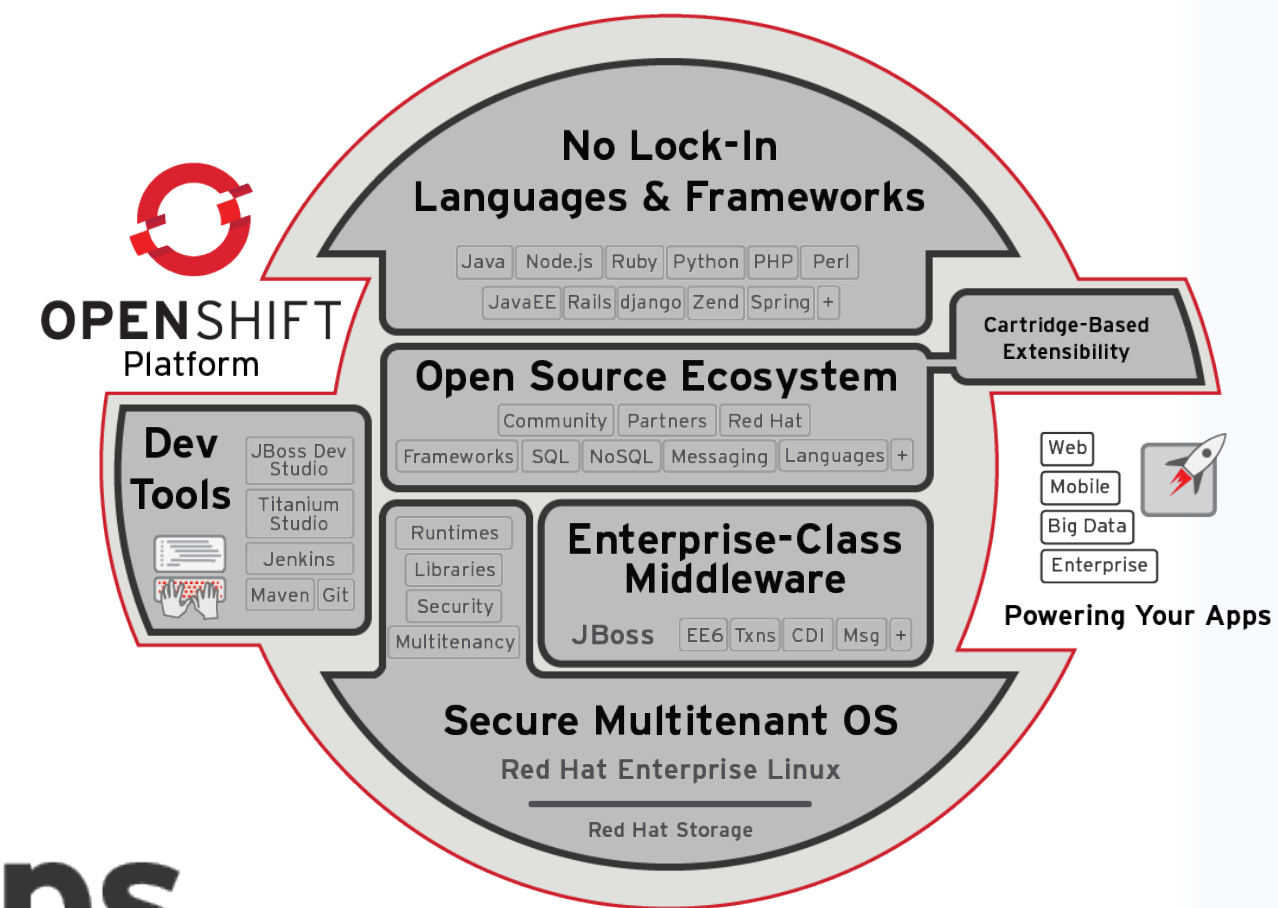 No Lock-In
Languages & Frameworks
Java Node.js Ruby Python PHP Perl
JavaEE Rails django Zend Spring +
OPENSHIFT
Platform
Cartridge-Based
Extensibility
Open Source Ecosystem
Community Partners Red Hat
Frameworks SQL NoSQL Messaging Languages +
Dev
Tools
JBoss Dev
Studio
Titanium
Studio
Jenkins
Maven Git
Runtimes
Libraries
Security
Multitenancy
Enterprise-Class
Middleware
JBoss EE6 Txns CDI Msg +
Web
Mobile
Big Data
Enterprise
Powering Your Apps
Secure Multitenant OS
Red Hat Enterprise Linux
Red Hat Storage